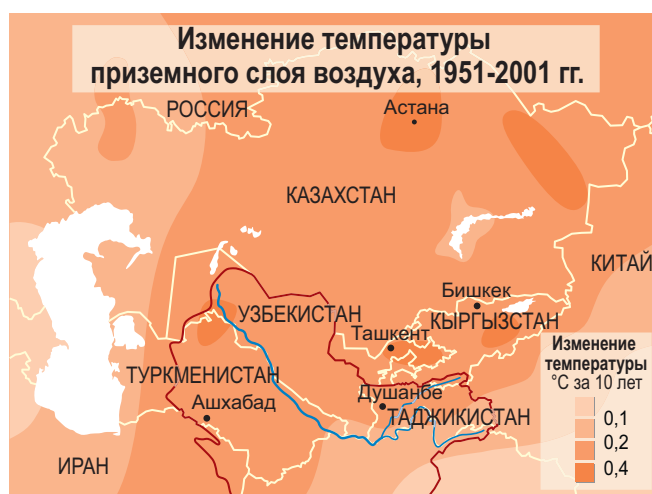 Изменение температуры
приземного слоя воздуха, 1951-2001 гг.
РОССИЯ
Астана
КАЗАХСТАН
КИТАЙ
Бишкек
УЗБЕКИСТАН
КЫРГЫЗСТАН
Ташкент
ТУРКМЕНИСТАН
Душанбе
Ашхабад
ТАДЖИКИСТАН
ИРАН
Изменение
температуры
°C за 10 лет
0,1
0,2
0,4